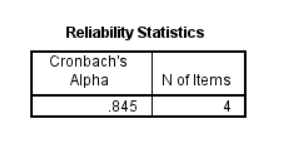 Reliability Statistics
Cronbach's
Alpha N of Items
.845 4